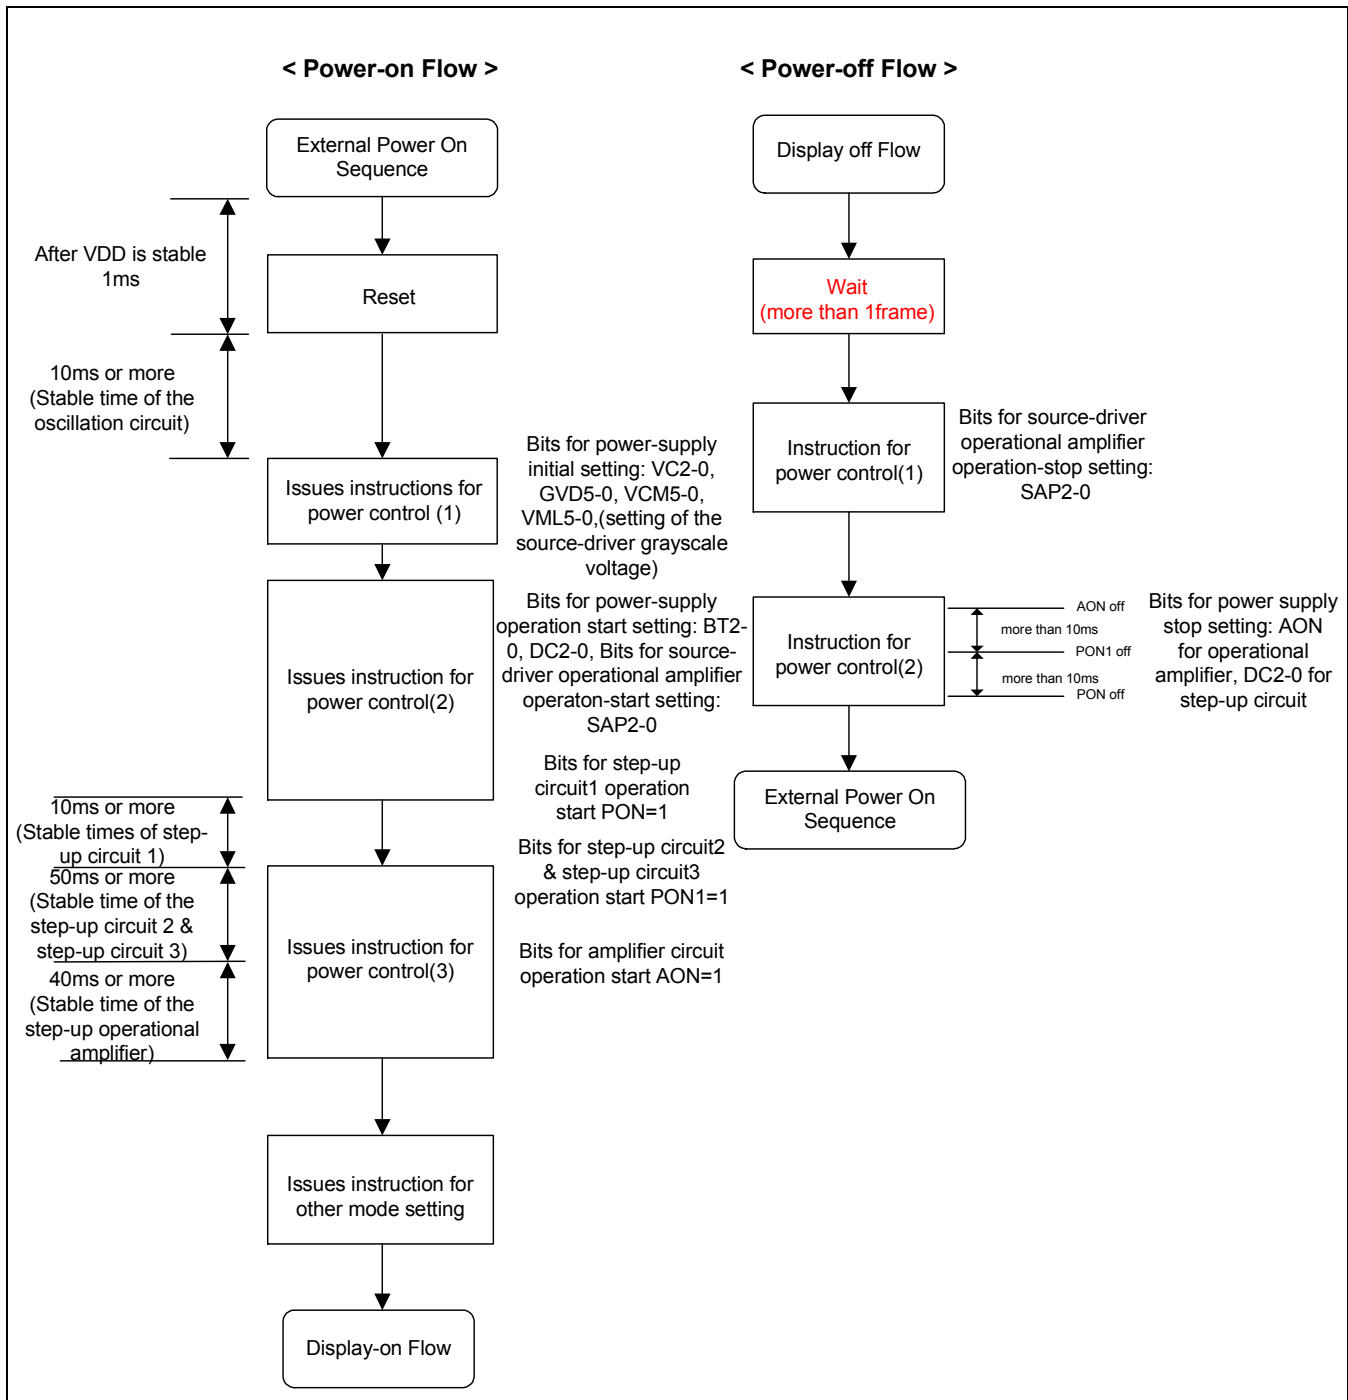 < Power-on Flow >
External Power On
Sequence
After VDD is stable
1ms
Reset
10ms or more
(Stable time of the
oscillation circuit)
Issues instructions for
power control (1)
Bits for power-supply
initial setting: VC2-0,
GVD5-0, VCM5-0,
VML5-0,(setting of the
source-driver grayscale
voltage)
Issues instruction for
power control(2)
Bits for power-supply
operation start setting: BT2-
0, DC2-0, Bits for source-
driver operational amplifier
operaton-start setting:
SAP2-0
Bits for step-up
circuit1 operation
start PON=1
10ms or more
(Stable times of step-
up circuit 1)
50ms or more
(Stable time of the
step-up circuit 2 &
step-up circuit 3)
40ms or more
(Stable time of the
step-up operational
amplifier)
Issues instruction for
power control(3)
Bits for step-up circuit2
& step-up circuit3
operation start PON1=1
Bits for amplifier circuit
operation start AON=1
Issues instruction for
other mode setting
Display-on Flow
< Power-off Flow >
Display off Flow
Wait
(more than 1frame)
Instruction for
power control(1)
Bits for source-driver
operational amplifier
operation-stop setting:
SAP2-0
Instruction for
power control(2)
AON off
more than 10ms
PON1 off
more than 10ms
PON off
Bits for power supply
stop setting: AON
for operational
amplifier, DC2-0 for
step-up circuit
External Power On
Sequence